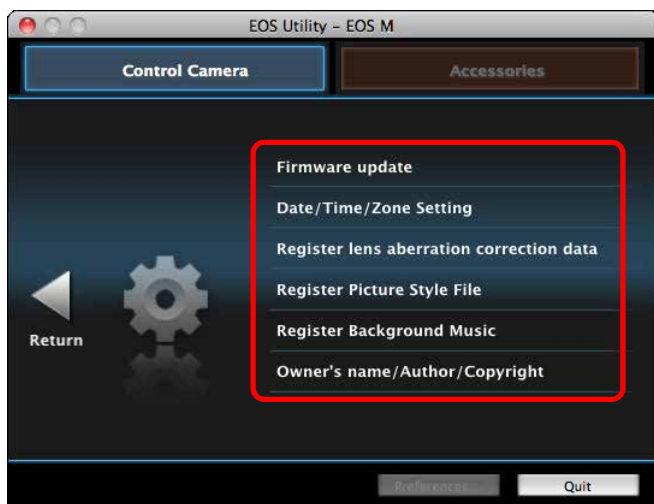 EOS Utility – EOS M
Control Camera
Accessories
Firmware update
Date/Time/Zone Setting
Register lens aberration correction data
Register Picture Style File
Register Background Music
Owner's name/Author/Copyright
Return
Preferences...
Quit